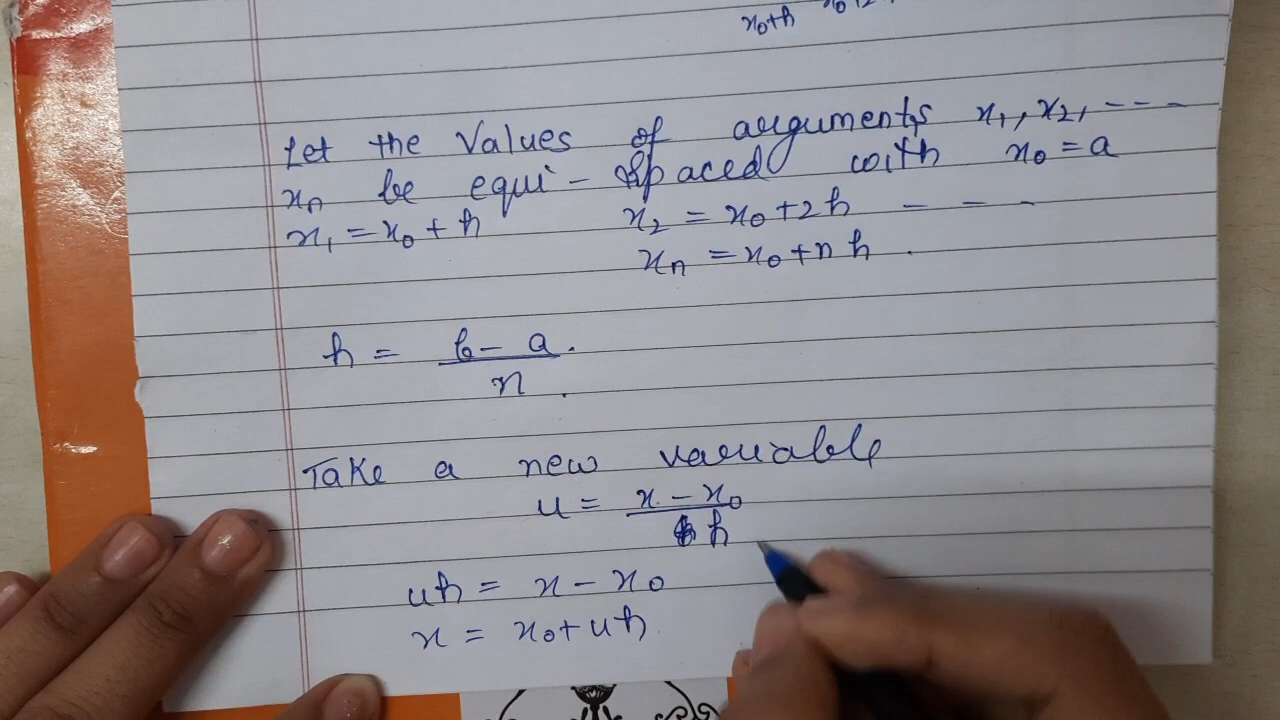 x₀+h
Let the values of arguments x₁, x₂, ---
xₙ be equi-spaced with x₀ = a
x₁ = x₀ + h x₂ = x₀ + 2h - - -
xₙ = x₀ + n h .
h = b - a .
n .
Take a new variable
u = x - x₀
h
uh = x - x₀
x = x₀ + uh